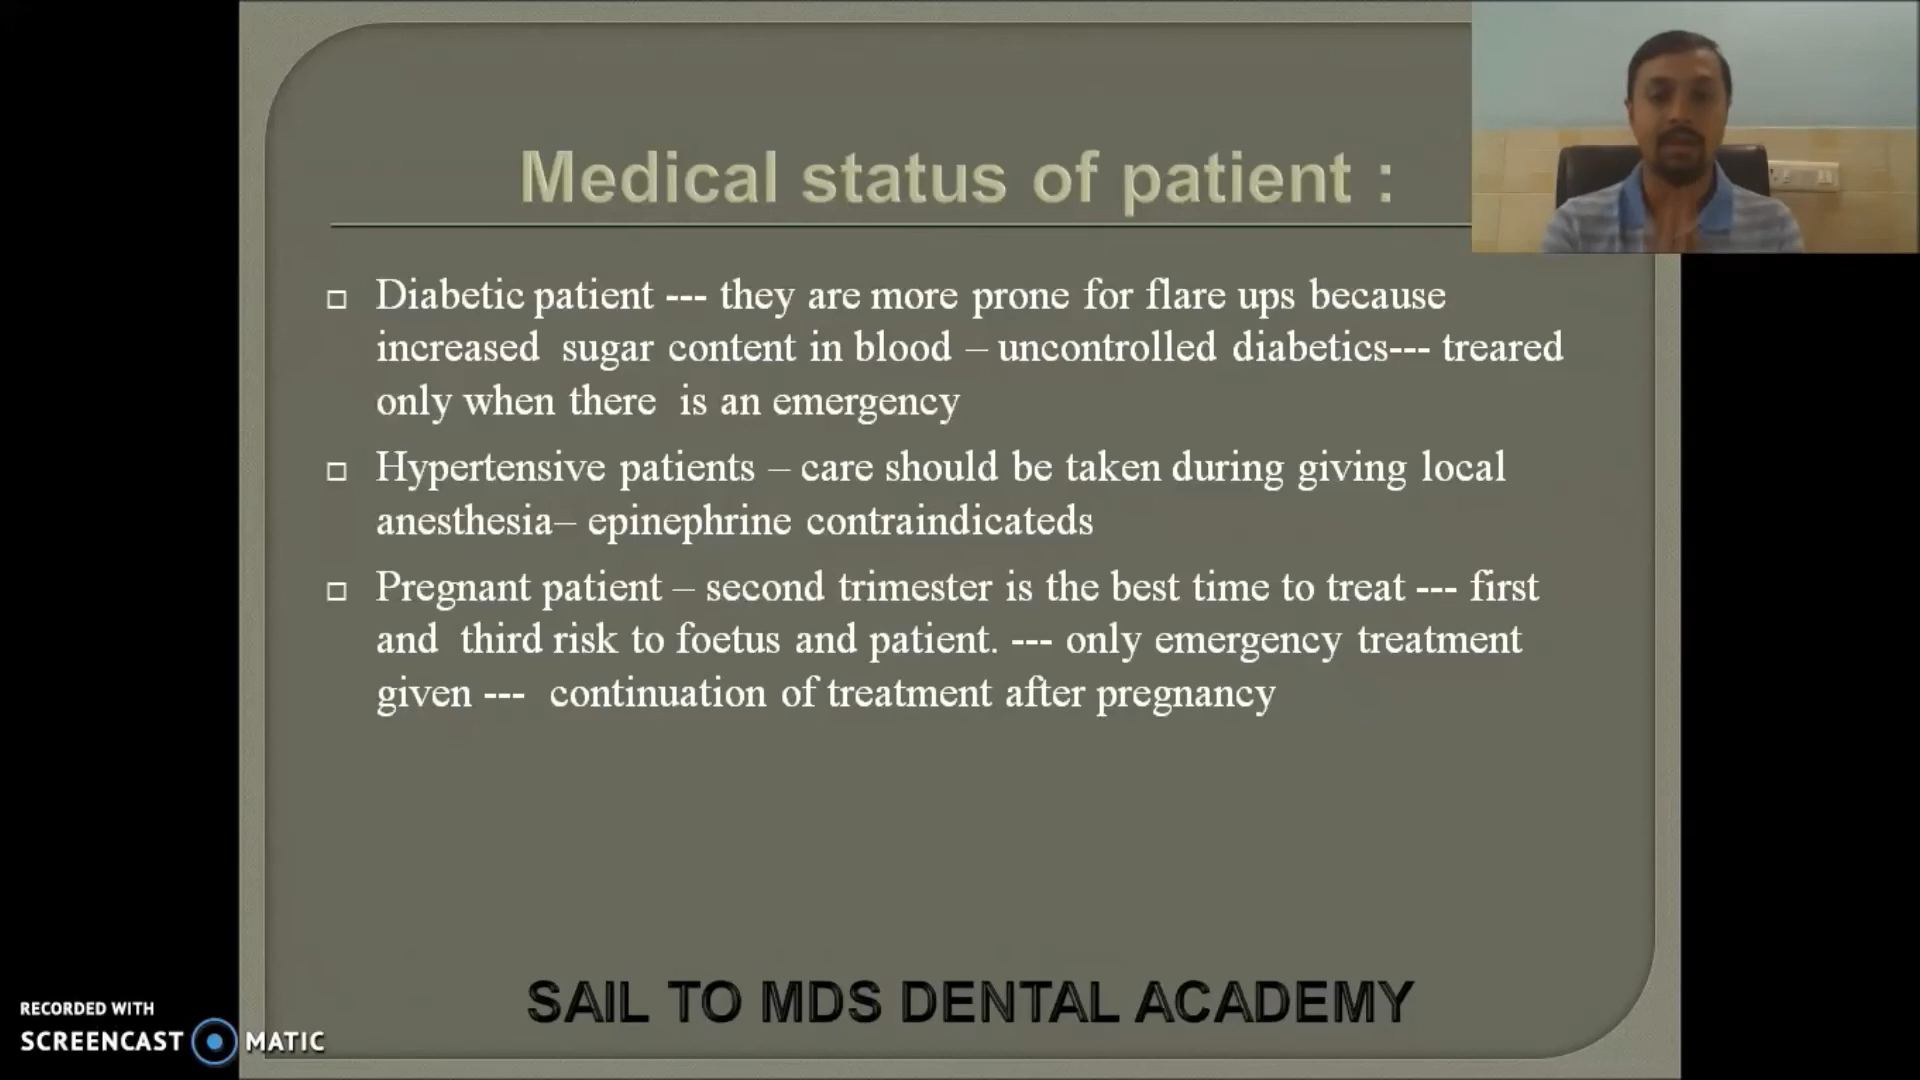 Medical status of patient :
Diabetic patient --- they are more prone for flare ups because
increased sugar content in blood – uncontrolled diabetics--- treared
only when there is an emergency
Hypertensive patients – care should be taken during giving local
anesthesia– epinephrine contraindicateds
Pregnant patient – second trimester is the best time to treat --- first
and third risk to foetus and patient. --- only emergency treatment
given --- continuation of treatment after pregnancy
SAIL TO MDS DENTAL ACADEMY
RECORDED WITH
SCREENCAST MATIC